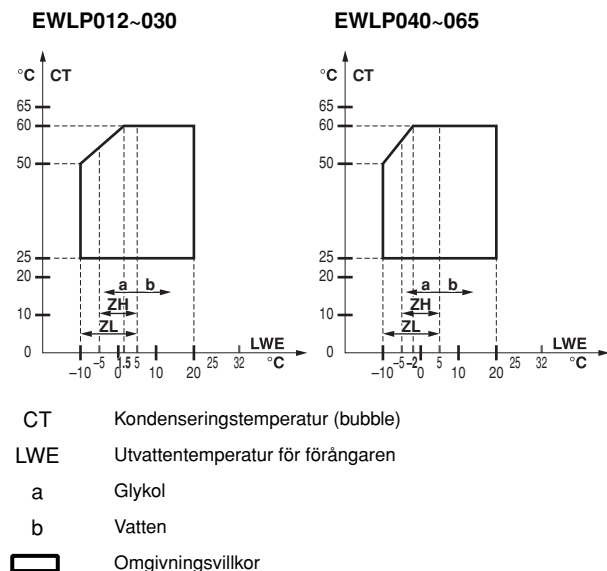 EWLP012~030
EWLP040~065
°C CT
65
60
50
25
20
10
0
a b
ZH
ZL
LWE
°C
–10 –5 0 1.5 5 10 20 25 32
°C CT
65
60
50
25
20
10
0
a b
ZH
ZL
LWE
°C
–10 –5 –2 0 5 10 20 25 32
CT Kondenseringstemperatur (bubble)
LWE Utvattentemperatur för förångaren
a Glykol
b Vatten
Omgivningsvillkor